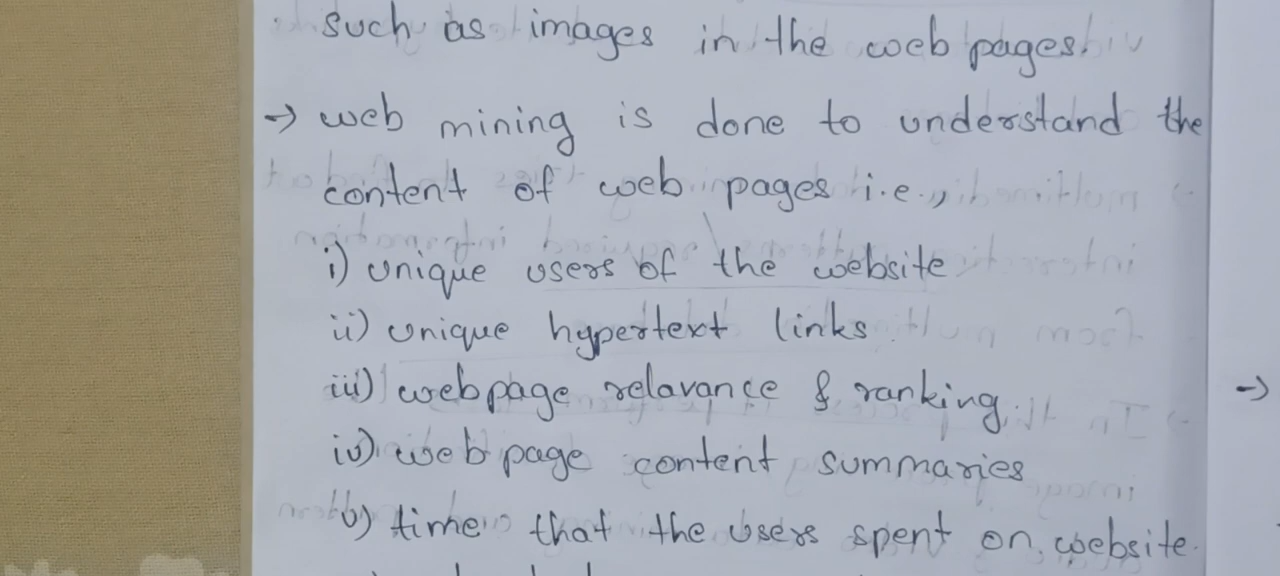 such as images in the web pages.
→ web mining is done to understand the
content of web pages i.e.,
i) unique users of the website
ii) unique hypertext links
iii) webpage relavance & ranking
iv) web page content summaries
v) time that the users spent on website.
→